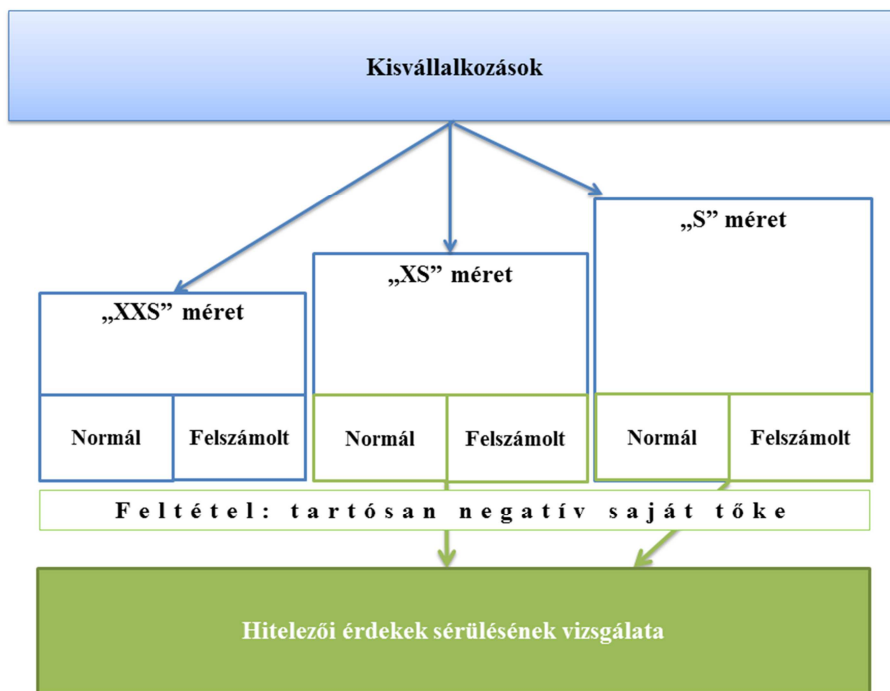 Kisvállalkozások
„S” méret
„XS” méret
„XXS” méret
Normál
Felszámolt
Normál
Felszámolt
Normál
Felszámolt
Feltétel: tartósan negatív saját tőke
Hitelezői érdekek sérülésének vizsgálata